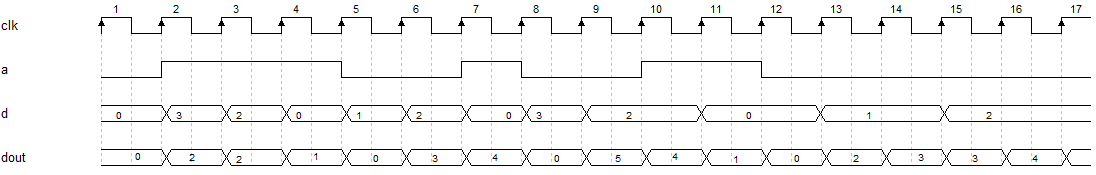 1 2 3 4 5 6 7 8 9 10 11 12 13 14 15 16 17
clk
a
d 0 3 2 0 1 2 0 3 2 0 1 2
dout 0 2 2 1 0 3 4 0 5 4 1 0 2 3 3 4